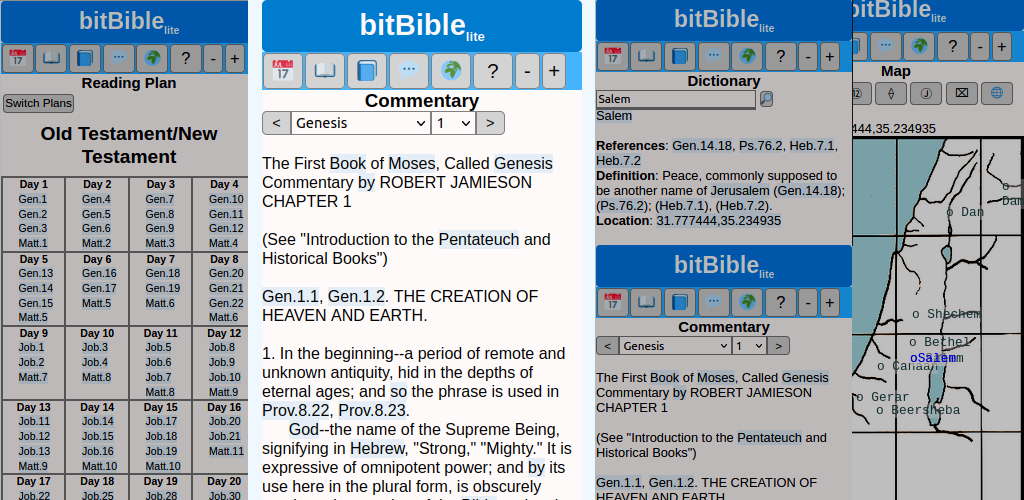 bitBible lite
17 ? - +
Reading Plan
Switch Plans
Old Testament/New
Testament
Day 1 Day 2 Day 3 Day 4
Gen.1 Gen.4 Gen.7 Gen.10
Gen.2 Gen.5 Gen.8 Gen.11
Gen.3 Gen.6 Gen.9 Gen.12
Matt.1 Matt.2 Matt.3 Matt.4
Day 5 Day 6 Day 7 Day 8
Gen.13 Gen.16 Gen.18 Gen.20
Gen.14 Gen.17 Gen.19 Gen.21
Gen.15 Matt.5 Matt.6 Gen.22
Matt.5 Matt.6
Day 9 Day 10 Day 11 Day 12
Job.1 Job.3 Job.5 Job.8
Job.2 Job.4 Job.6 Job.9
Matt.7 Matt.8 Job.7 Job.10
Matt.8 Matt.9
Day 13 Day 14 Day 15 Day 16
Job.11 Job.14 Job.17 Job.20
Job.12 Job.15 Job.18 Job.21
Job.13 Job.16 Job.19 Matt.11
Matt.9 Matt.10 Matt.10
Day 17 Day 18 Day 19 Day 20
Job.22 Job.25 Job.28 Job.30
bitBible lite
17 ? - +
Commentary
< Genesis 1 >
The First Book of Moses, Called Genesis
Commentary by ROBERT JAMIESON
CHAPTER 1
(See "Introduction to the Pentateuch and
Historical Books")
Gen.1.1, Gen.1.2. THE CREATION OF
HEAVEN AND EARTH.
1. In the beginning--a period of remote and
unknown antiquity, hid in the depths of
eternal ages; and so the phrase is used in
Prov.8.22, Prov.8.23.
God--the name of the Supreme Being,
signifying in Hebrew, "Strong," "Mighty." It is
expressive of omnipotent power; and by its
use here in the plural form, is obscurely
bitBible lite
17 ? - +
Dictionary
Salem
Salem
References: Gen.14.18, Ps.76.2, Heb.7.1,
Heb.7.2
Definition: Peace, commonly supposed to
be another name of Jerusalem (Gen.14.18);
(Ps.76.2); (Heb.7.1), (Heb.7.2).
Location: 31.777444,35.234935
bitBible lite
17 ? - +
Commentary
< Genesis 1 >
The First Book of Moses, Called Genesis
Commentary by ROBERT JAMIESON
CHAPTER 1
(See "Introduction to the Pentateuch and
Historical Books")
Gen.1.1, Gen.1.2. THE CREATION OF
HEAVEN AND EARTH.
bitBible lite
? - +
Map
J
444,35.234935
o Dan
o Shechem
o Bethel
oSalem
o Canaan
o Gerar
o Beersheba